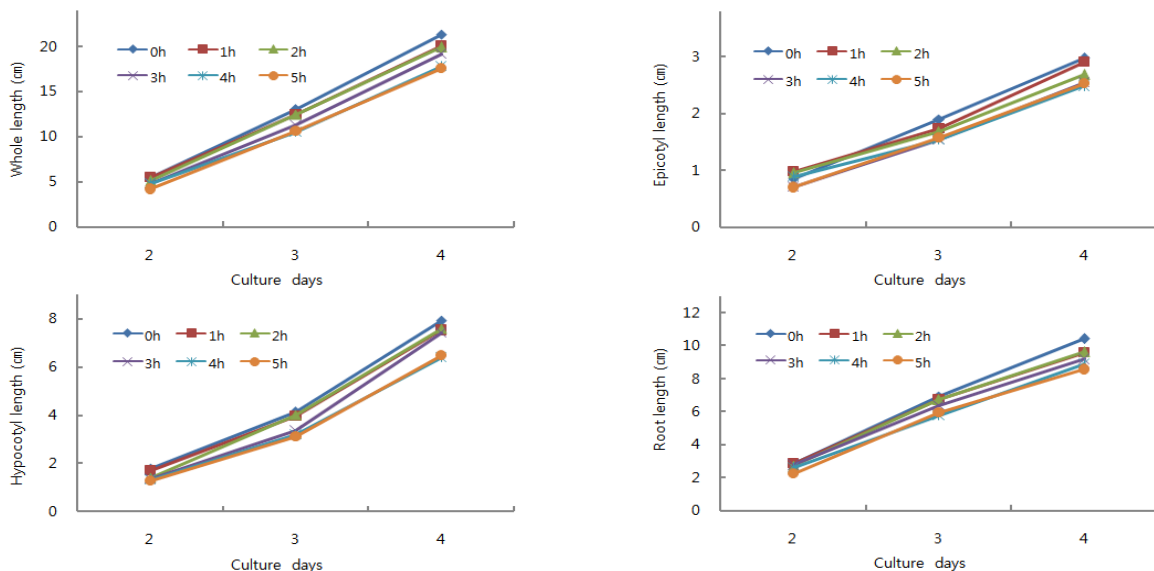 Whole length (㎝)
20
15
10
5
0
0h 1h 2h
3h 4h 5h
2 3 4
Culture days
Epicotyl length (㎝)
3
2
1
0
0h 1h 2h
3h 4h 5h
2 3 4
Culture days
Hypocotyl length (㎝)
8
6
4
2
0
0h 1h 2h
3h 4h 5h
2 3 4
Culture days
Root length (㎝)
12
10
8
6
4
2
0
0h 1h 2h
3h 4h 5h
2 3 4
Culture days